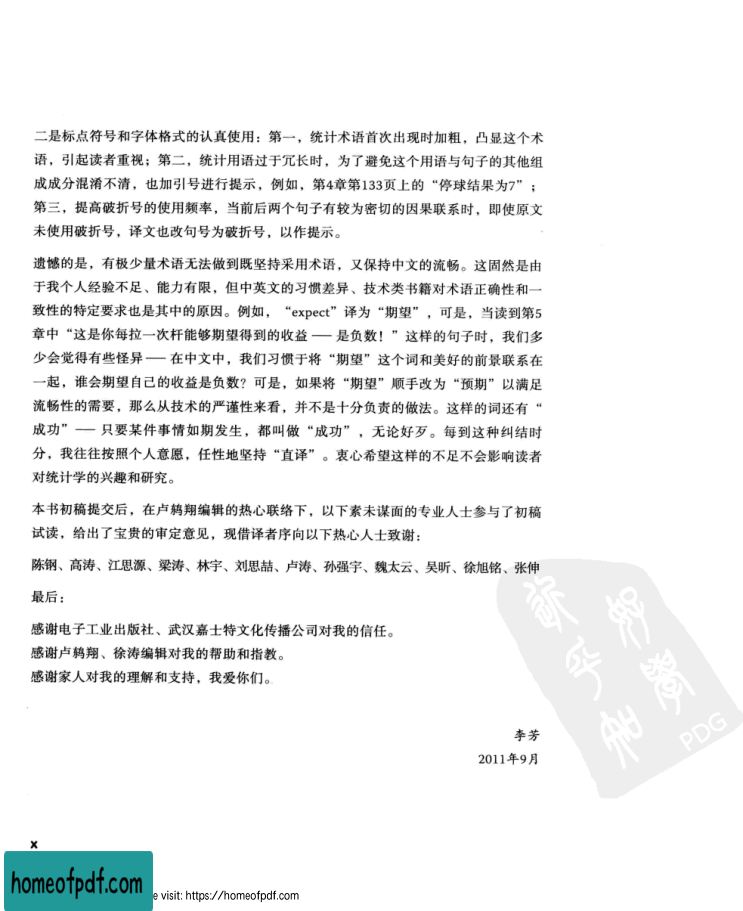 二是标点符号和字体格式的认真使用：第一，统计术语首次出现时加粗，凸显这个术
语，引起读者重视；第二，统计用语过于冗长时，为了避免这个用语与句子的其他组
成成分混淆不清，也加引号进行提示，例如，第4章第133页上的“停球结果为7”；
第三，提高破折号的使用频率，当前后两个句子有较为密切的因果联系时，即使原文
未使用破折号，译文也改句号为破折号，以作提示。
遗憾的是，有极少量术语无法做到既坚持采用术语，又保持中文的流畅。这固然是由
于我个人经验不足、能力有限，但中英文的习惯差异、技术类书籍对术语正确性和一
致性的特定要求也是其中的原因。例如，“expect”译为“期望”，可是，当读到第5
章中“这是你每拉一次杆能够期望得到的收益 —— 是负数！”这样的句子时，我们多
少会觉得有些怪异 —— 在中文中，我们习惯于将“期望”这个词和美好的前景联系在
一起，谁会期望自己的收益是负数？可是，如果将“期望”顺手改为“预期”以满足
流畅性的需要，那么从技术的严谨性来看，并不是十分负责的做法。这样的词还有“
成功”—— 只要某件事情如期发生，都叫做“成功”，无论好歹。每到这种纠结时
分，我往往按照个人意愿，任性地坚持“直译”。衷心希望这样的不足不会影响读者
对统计学的兴趣和研究。
本书初稿提交后，在卢鸫翔编辑的热心联络下，以下素未谋面的专业人士参与了初稿
试读，给出了宝贵的审定意见，现借译者序向以下热心人士致谢：
陈钢、高涛、江思源、梁涛、林宇、刘思喆、卢涛、孙强宇、魏太云、吴昕、徐旭铭、张伸
最后：
感谢电子工业出版社、武汉嘉士特文化传播公司对我的信任。
感谢卢鸫翔、徐涛编辑对我的帮助和指教。
感谢家人对我的理解和支持，我爱你们。
李芳
2011年9月
PDG
x
homeofpdf.com
e visit: https://homeofpdf.com